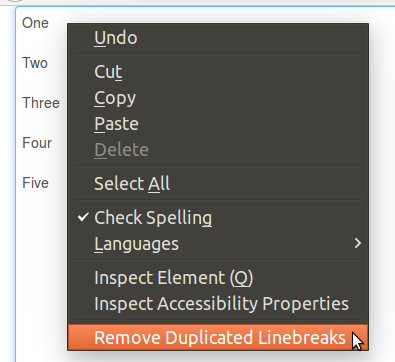 One
Two
Three
Four
Five
Undo
Cut
Copy
Paste
Delete
Select All
Check Spelling
Languages
Inspect Element (Q)
Inspect Accessibility Properties
Remove Duplicated Linebreaks